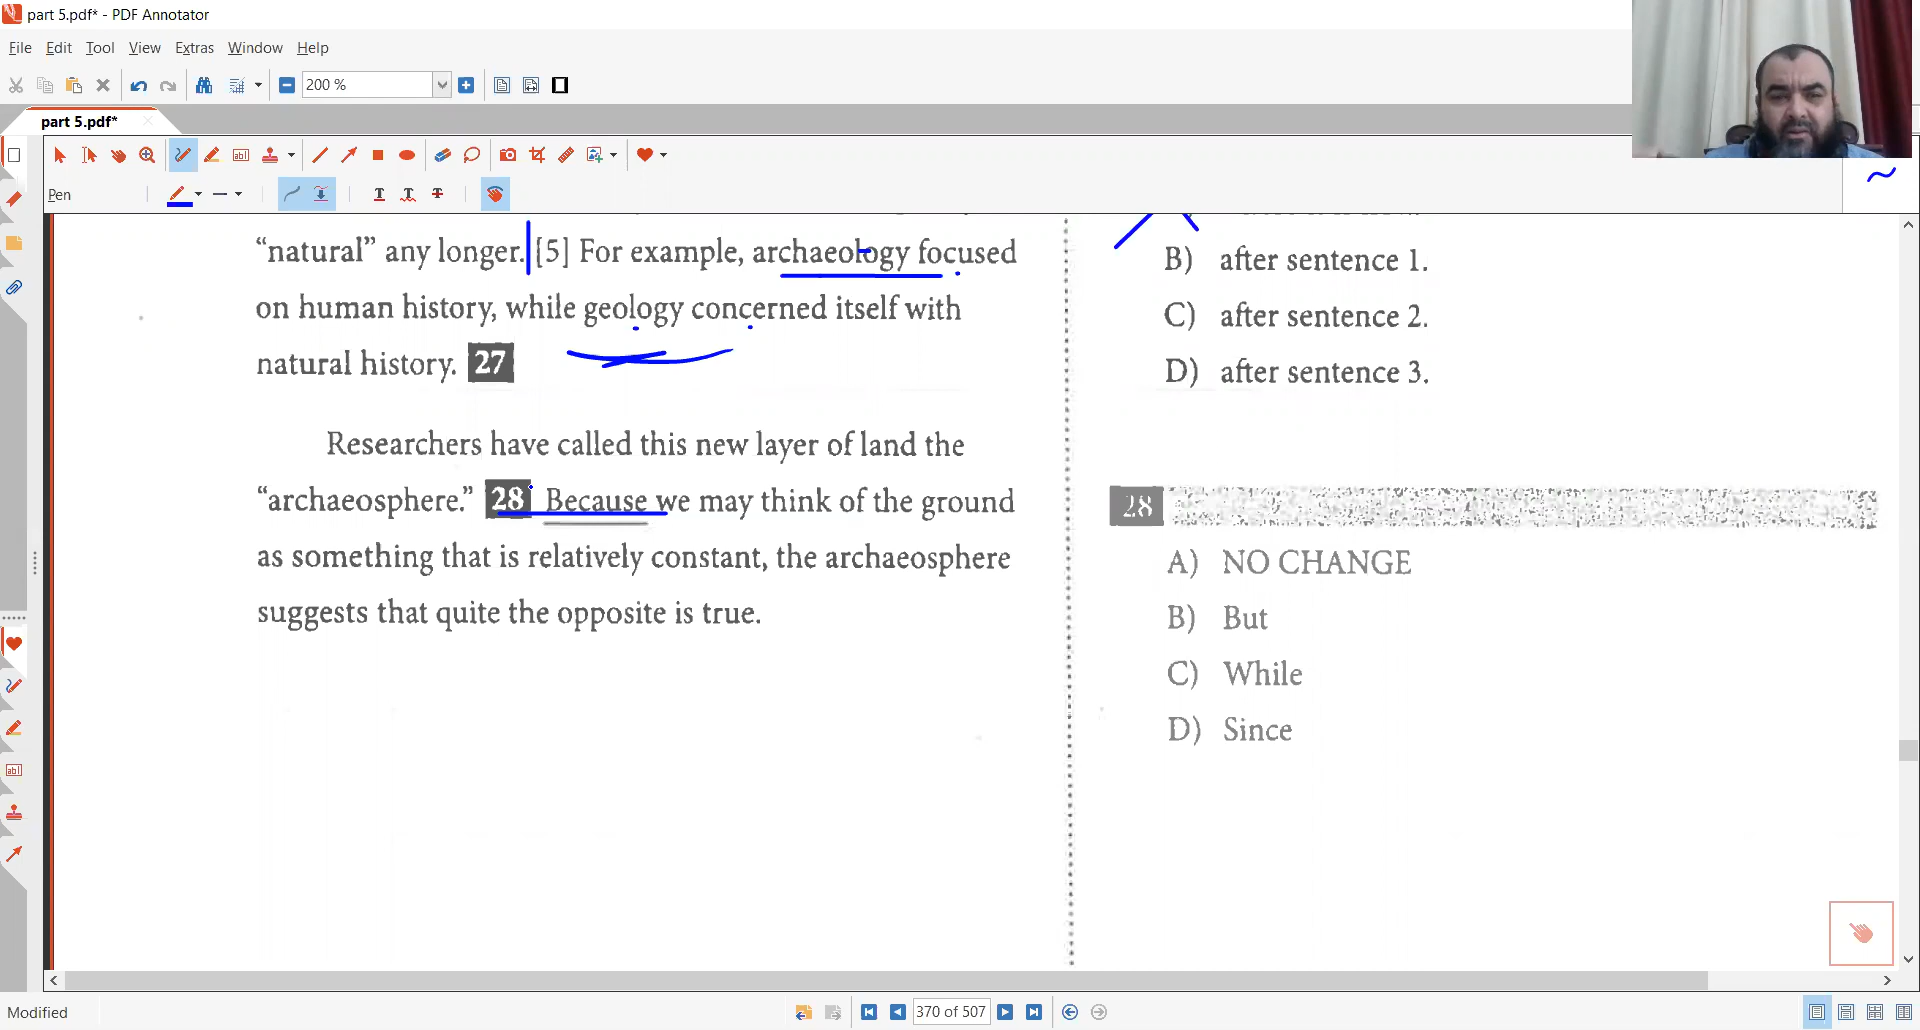 part 5.pdf* - PDF Annotator
File Edit Tool View Extras Window Help
200 %
part 5.pdf*
Pen
“natural” any longer. [5] For example, archaeology focused
on human history, while geology concerned itself with
natural history. 27
Researchers have called this new layer of land the
“archaeosphere.” 28 Because we may think of the ground
as something that is relatively constant, the archaeosphere
suggests that quite the opposite is true.
B) after sentence 1.
C) after sentence 2.
D) after sentence 3.
28
A) NO CHANGE
B) But
C) While
D) Since
Modified
370 of 507